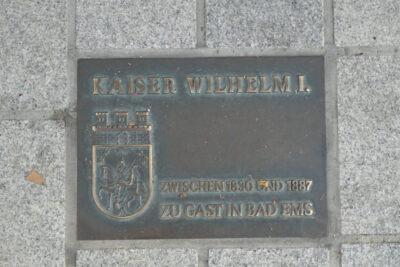 KAISER WILHELM I.
ZWISCHEN 1830 UND 1887
ZU GAST IN BAD EMS